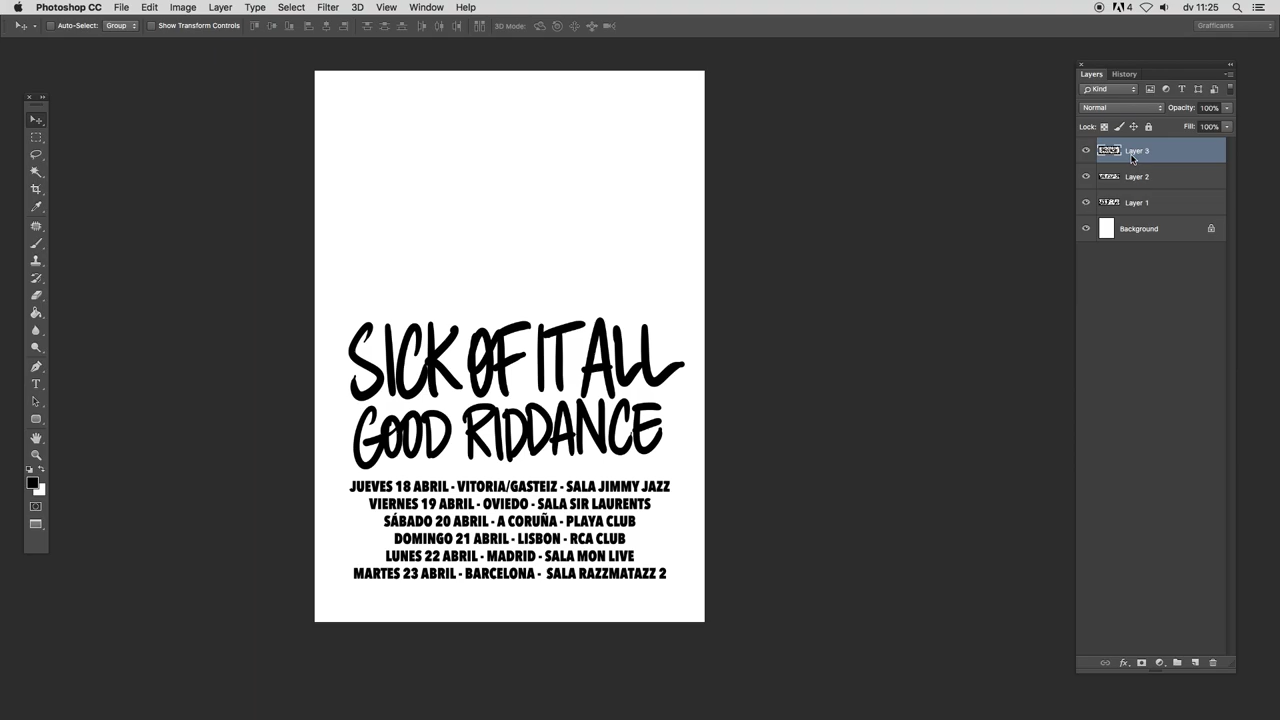 Photoshop CC File Edit Image Layer Type Select Filter 3D View Window Help 4 dv 11:25
Auto-Select: Group Show Transform Controls 3D Mode: Grafficants
Layers History
Kind
Normal Opacity: 100%
Lock: Fill: 100%
Layer 3
Layer 2
Layer 1
Background
SICK OF IT ALL
GOOD RIDDANCE
JUEVES 18 ABRIL - VITORIA/GASTEIZ - SALA JIMMY JAZZ
VIERNES 19 ABRIL - OVIEDO - SALA SIR LAURENTS
SÁBADO 20 ABRIL - A CORUÑA - PLAYA CLUB
DOMINGO 21 ABRIL - LISBON - RCA CLUB
LUNES 22 ABRIL - MADRID - SALA MON LIVE
MARTES 23 ABRIL - BARCELONA - SALA RAZZMATAZZ 2